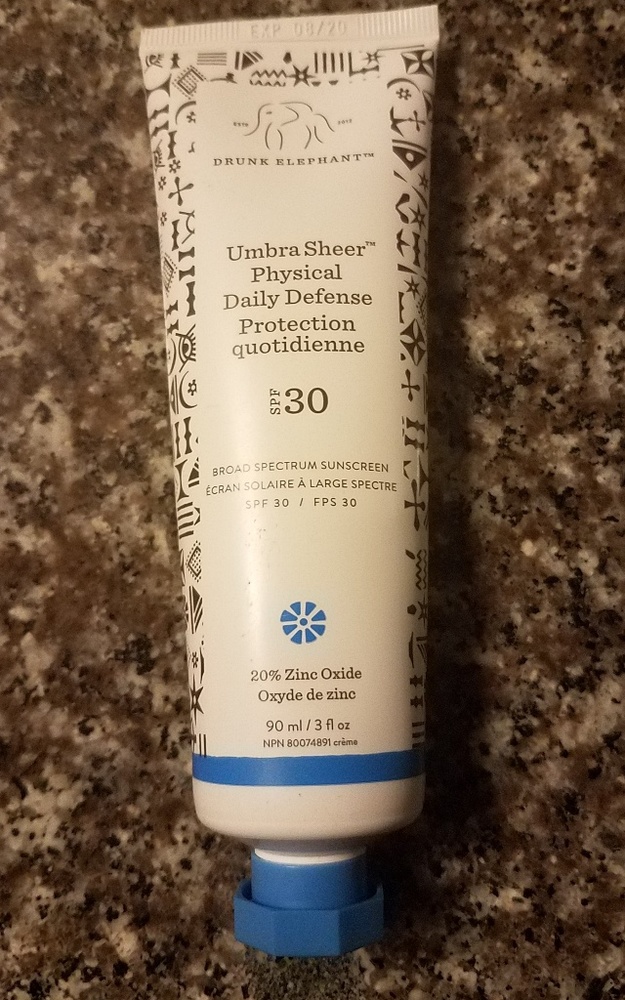 EXP 08/20
ESTD 2012
DRUNK ELEPHANT™
Umbra Sheer™
Physical
Daily Defense
Protection
quotidienne
SPF 30
BROAD SPECTRUM SUNSCREEN
ÉCRAN SOLAIRE À LARGE SPECTRE
SPF 30 / FPS 30
20% Zinc Oxide
Oxyde de zinc
90 ml / 3 fl oz
NPN 80074891 crème